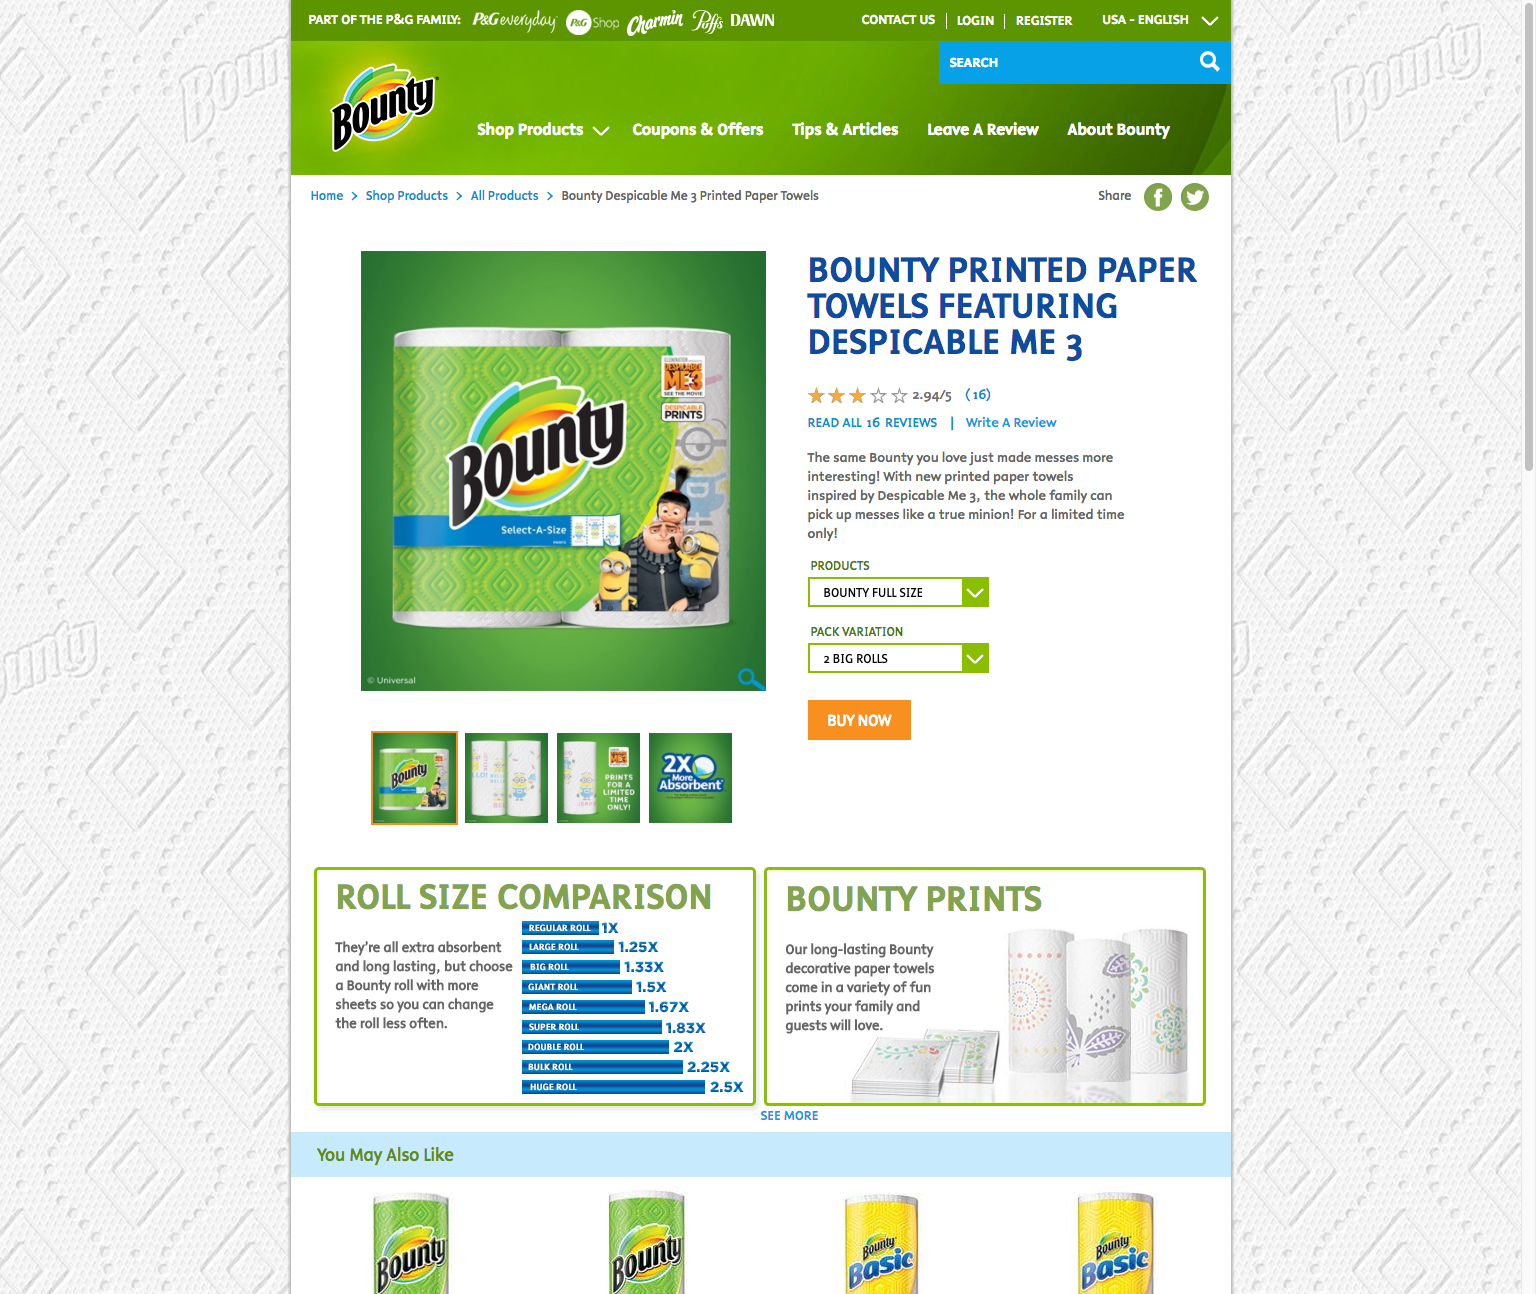 PART OF THE P&G FAMILY: P&G everyday P&G Shop Charmin Puffs DAWN CONTACT US LOGIN REGISTER USA - ENGLISH
SEARCH
Bounty
Shop Products Coupons & Offers Tips & Articles Leave A Review About Bounty
Home > Shop Products > All Products > Bounty Despicable Me 3 Printed Paper Towels Share
BOUNTY PRINTED PAPER
TOWELS FEATURING
DESPICABLE ME 3
2.94/5 (16)
READ ALL 16 REVIEWS | Write A Review
The same Bounty you love just made messes more
interesting! With new printed paper towels
inspired by Despicable Me 3, the whole family can
pick up messes like a true minion! For a limited time
only!
PRODUCTS
BOUNTY FULL SIZE
PACK VARIATION
2 BIG ROLLS
BUY NOW
DESPICABLE
ME3
SEE THE MOVIE
DESPICABLE
PRINTS
Bounty
Select-A-Size
© Universal
Bounty
ME3
PRINTS
FOR A
LIMITED
TIME
ONLY!
2X
More
Absorbent
ROLL SIZE COMPARISON
They're all extra absorbent
and long lasting, but choose
a Bounty roll with more
sheets so you can change
the roll less often.
REGULAR ROLL 1X
LARGE ROLL 1.25X
BIG ROLL 1.33X
GIANT ROLL 1.5X
MEGA ROLL 1.67X
SUPER ROLL 1.83X
DOUBLE ROLL 2X
BULK ROLL 2.25X
HUGE ROLL 2.5X
BOUNTY PRINTS
Our long-lasting Bounty
decorative paper towels
come in a variety of fun
prints your family and
guests will love.
SEE MORE
You May Also Like
Bounty
Bounty
Bounty
Basic
Bounty
Basic